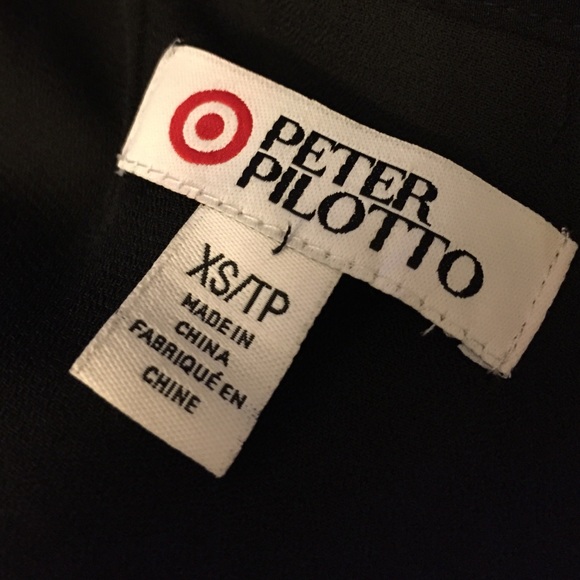 PETER
PILOTTO
XS/TP
MADE IN
CHINA
FABRIQUÉ EN
CHINE